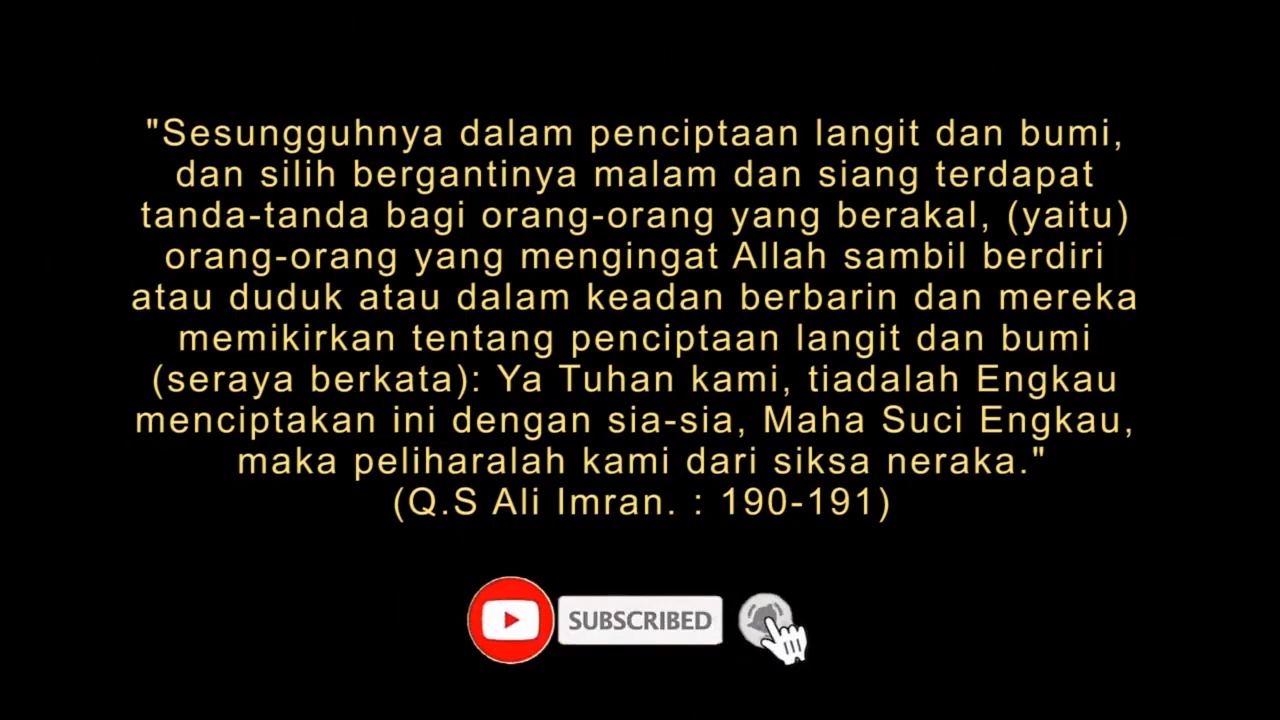 "Sesungguhnya dalam penciptaan langit dan bumi,
dan silih bergantinya malam dan siang terdapat
tanda-tanda bagi orang-orang yang berakal, (yaitu)
orang-orang yang mengingat Allah sambil berdiri
atau duduk atau dalam keadan berbarin dan mereka
memikirkan tentang penciptaan langit dan bumi
(seraya berkata): Ya Tuhan kami, tiadalah Engkau
menciptakan ini dengan sia-sia, Maha Suci Engkau,
maka peliharalah kami dari siksa neraka."
(Q.S Ali Imran. : 190-191)
SUBSCRIBED